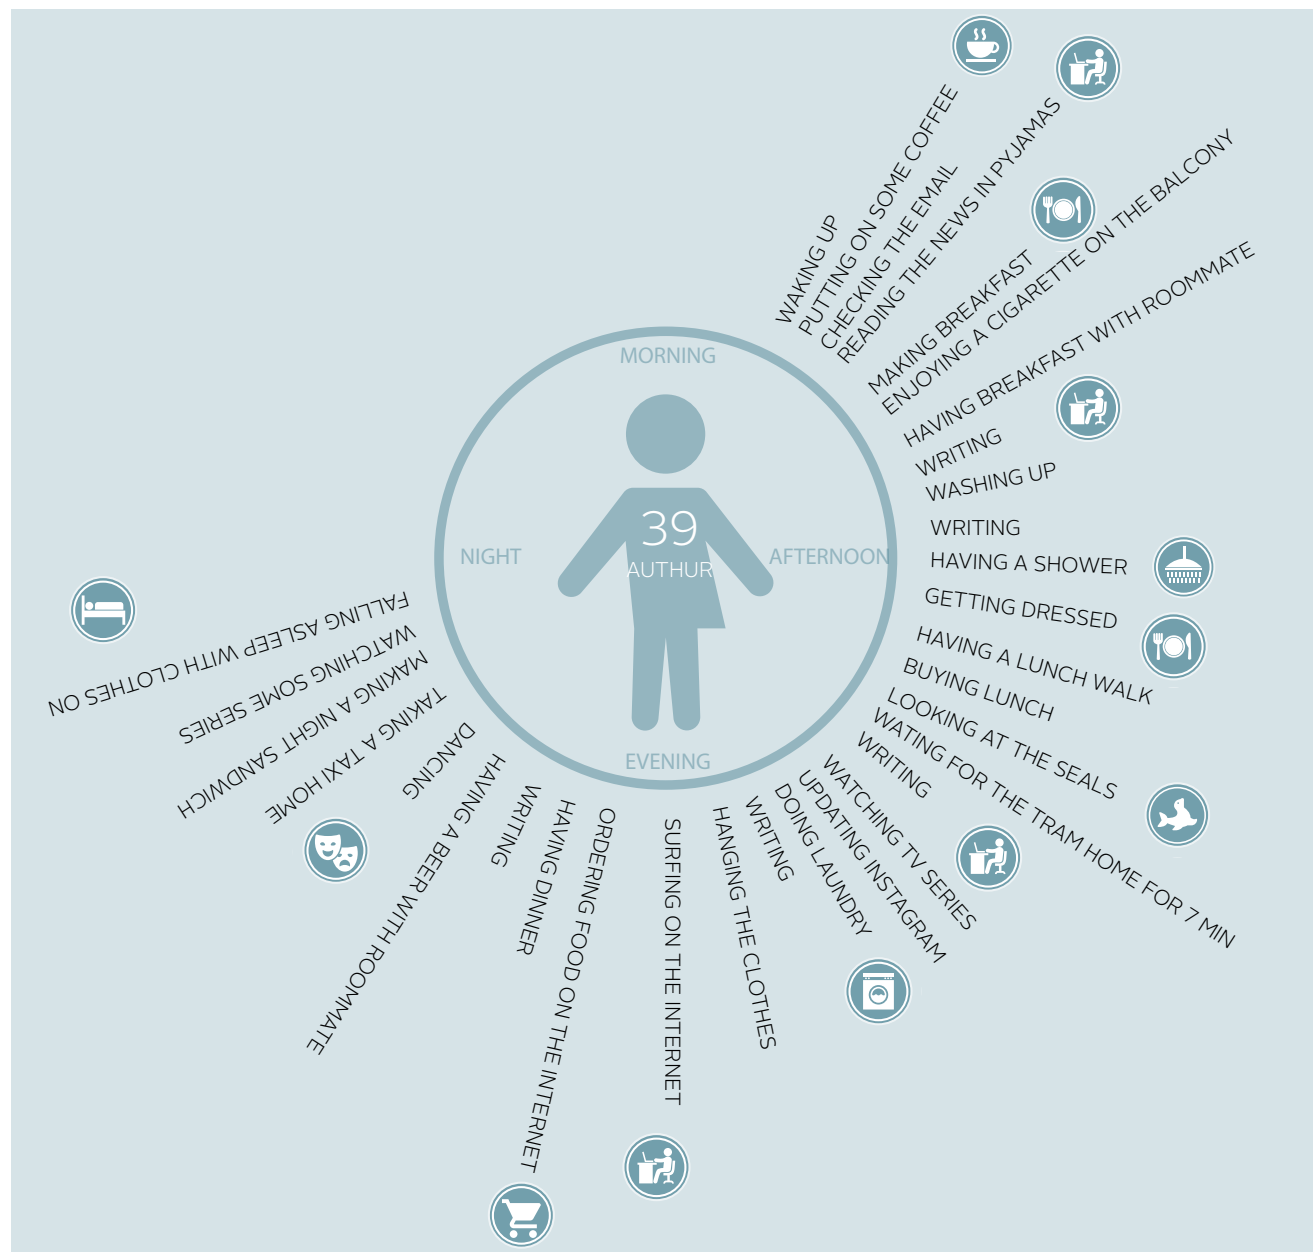 WAKING UP
PUTTING ON SOME COFFEE
CHECKING THE EMAIL
READING THE NEWS IN PYJAMAS
MAKING BREAKFAST
ENJOYING A CIGARETTE ON THE BALCONY
HAVING BREAKFAST WITH ROOMMATE
WRITING
WASHING UP
WRITING
HAVING A SHOWER
GETTING DRESSED
HAVING A LUNCH WALK
BUYING LUNCH
LOOKING AT THE SEALS
WATING FOR THE TRAM HOME FOR 7 MIN
WRITING
WATCHING TV SERIES
UPDATING INSTAGRAM
DOING LAUNDRY
WRITING
HANGING THE CLOTHES
SURFING ON THE INTERNET
ORDERING FOOD ON THE INTERNET
HAVING DINNER
WRITING
HAVING A BEER WITH ROOMMATE
DANCING
TAKING A TAXI HOME
MAKING A NIGHT SANDWICH
WATCHING SOME SERIES
FALLING ASLEEP WITH CLOTHES ON
MORNING
39
AUTHUR
NIGHT
AFTERNOON
EVENING